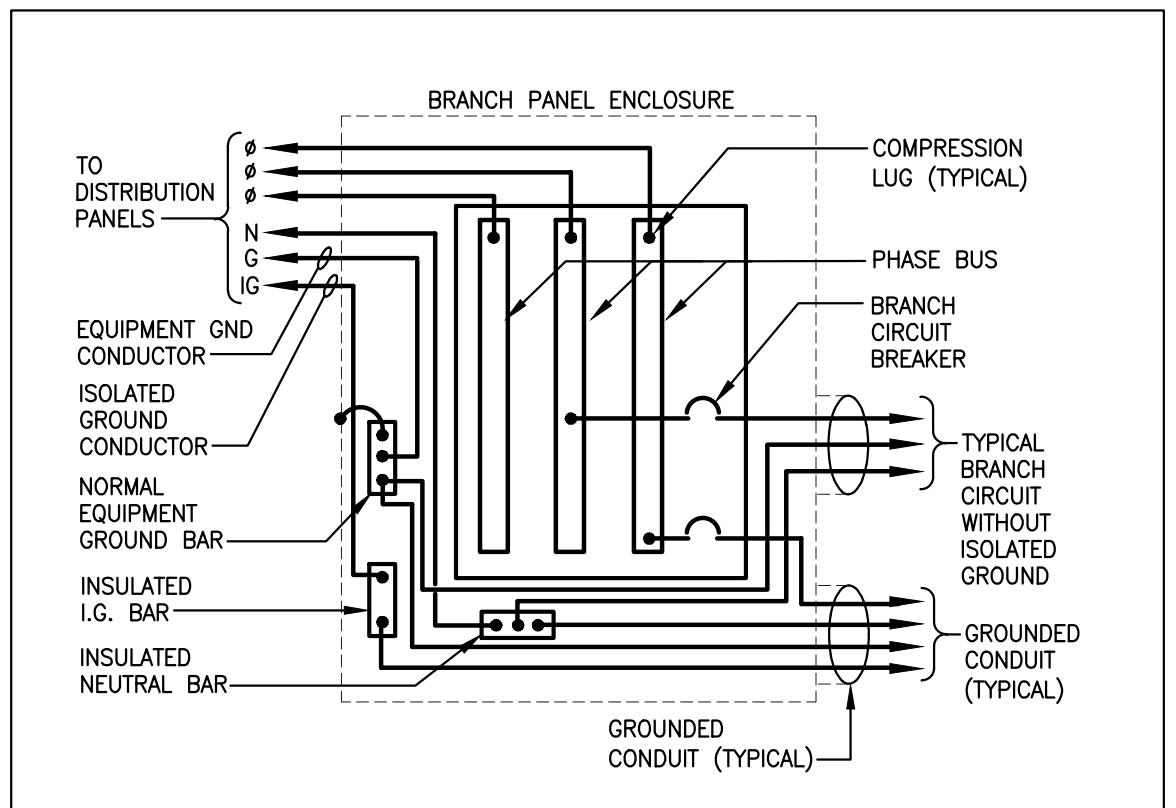 BRANCH PANEL ENCLOSURE
TO
DISTRIBUTION
PANELS
ø
ø
ø
N
G
IG
COMPRESSION
LUG (TYPICAL)
PHASE BUS
BRANCH
CIRCUIT
BREAKER
EQUIPMENT GND
CONDUCTOR
ISOLATED
GROUND
CONDUCTOR
NORMAL
EQUIPMENT
GROUND BAR
INSULATED
I.G. BAR
INSULATED
NEUTRAL BAR
TYPICAL
BRANCH
CIRCUIT
WITHOUT
ISOLATED
GROUND
GROUNDED
CONDUIT
(TYPICAL)
GROUNDED
CONDUIT (TYPICAL)